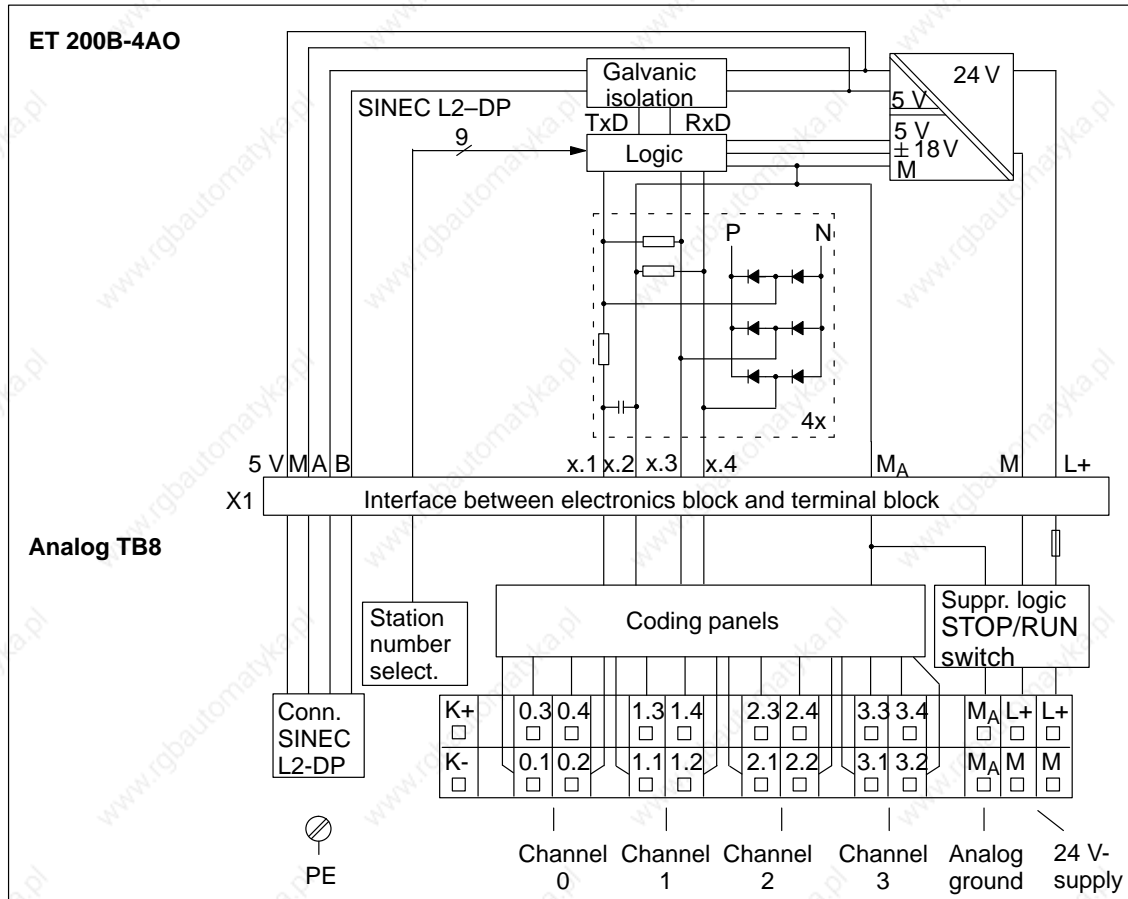 ET 200B-4AO
Galvanic
isolation
24 V
5 V
SINEC L2–DP
9
TxD RxD
Logic
5 V
± 18 V
M
P N
4x
5 V M A B x.1 x.2 x.3 x.4 MA M L+
X1 Interface between electronics block and terminal block
Analog TB8
Station
number
select.
Coding panels
Suppr. logic
STOP/RUN
switch
Conn.
SINEC
L2-DP
K+ 0.3 0.4 1.3 1.4 2.3 2.4 3.3 3.4 MA L+ L+
K- 0.1 0.2 1.1 1.2 2.1 2.2 3.1 3.2 MA M M
PE
Channel
0
Channel
1
Channel
2
Channel
3
Analog
ground
24 V-
supply
www.rgbautomatyka.pl